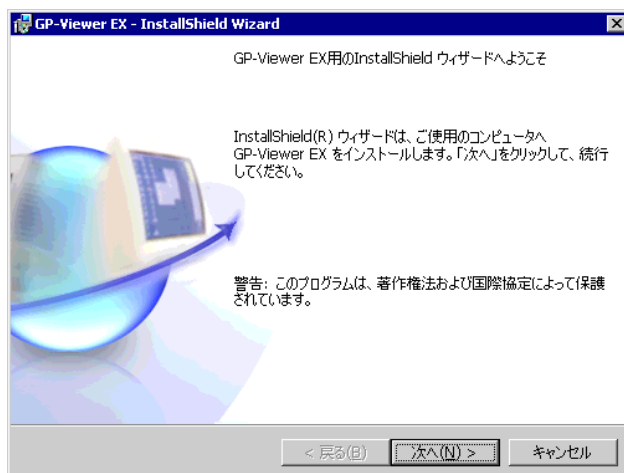 GP-Viewer EX - InstallShield Wizard
GP-Viewer EX用のInstallShield ウィザードへようこそ
InstallShield(R) ウィザードは、ご使用のコンピュータへ
GP-Viewer EX をインストールします。「次へ」をクリックして、続行
してください。
警告: このプログラムは、著作権法および国際協定によって保護
されています。
< 戻る(B)
次へ(N) >
キャンセル